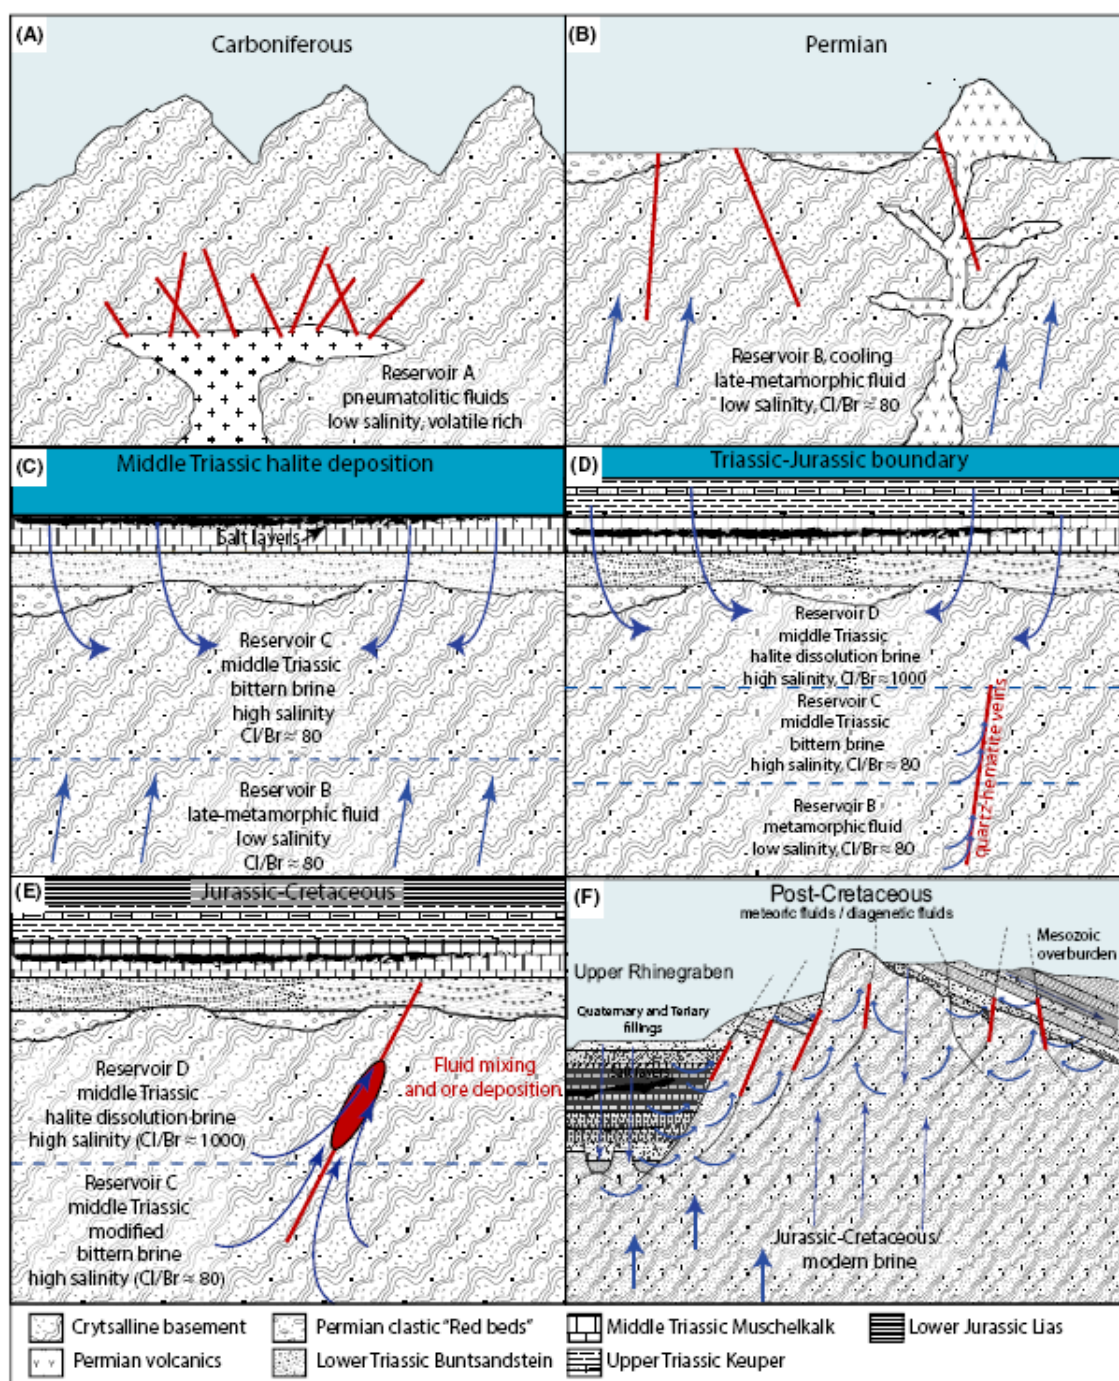 (A)
Carboniferous
Reservoir A
pneumatolitic fluids
low salinity, volatile rich
(B)
Permian
Reservoir B, cooling
late-metamorphic fluid
low salinity, Cl/Br ≈ 80
(C)
Middle Triassic halite deposition
Salt layers
Reservoir C
middle Triassic
bittern brine
high salinity
Cl/Br ≈ 80
Reservoir B
late-metamorphic fluid
low salinity
Cl/Br ≈ 80
(D)
Triassic-Jurassic boundary
Reservoir D
middle Triassic
halite dissolution brine
high salinity, Cl/Br ≈ 1000
Reservoir C
middle Triassic
bittern brine
high salinity, Cl/Br ≈ 80
Reservoir B
metamorphic fluid
low salinity, Cl/Br ≈ 80
quartz-hematite veins
(E)
Jurassic-Cretaceous
Fluid mixing
and ore deposition
Reservoir D
middle Triassic
halite dissolution brine
high salinity (Cl/Br ≈ 1000)
Reservoir C
middle Triassic
modified
bittern brine
high salinity (Cl/Br ≈ 80)
(F)
Post-Cretaceous
meteoric fluids / diagenetic fluids
Mesozoic
overburden
Upper Rhinegraben
Quaternary and Tertiary
fillings
Jurassic-Cretaceous/
modern brine
Crytsalline basement
Permian clastic "Red beds"
Middle Triassic Muschelkalk
Lower Jurassic Lias
Permian volcanics
Lower Triassic Buntsandstein
Upper Triassic Keuper